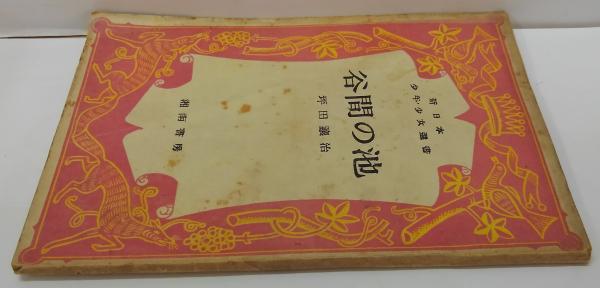 新日本
少年少女選書
谷間の池
坪田譲治
湘南書房